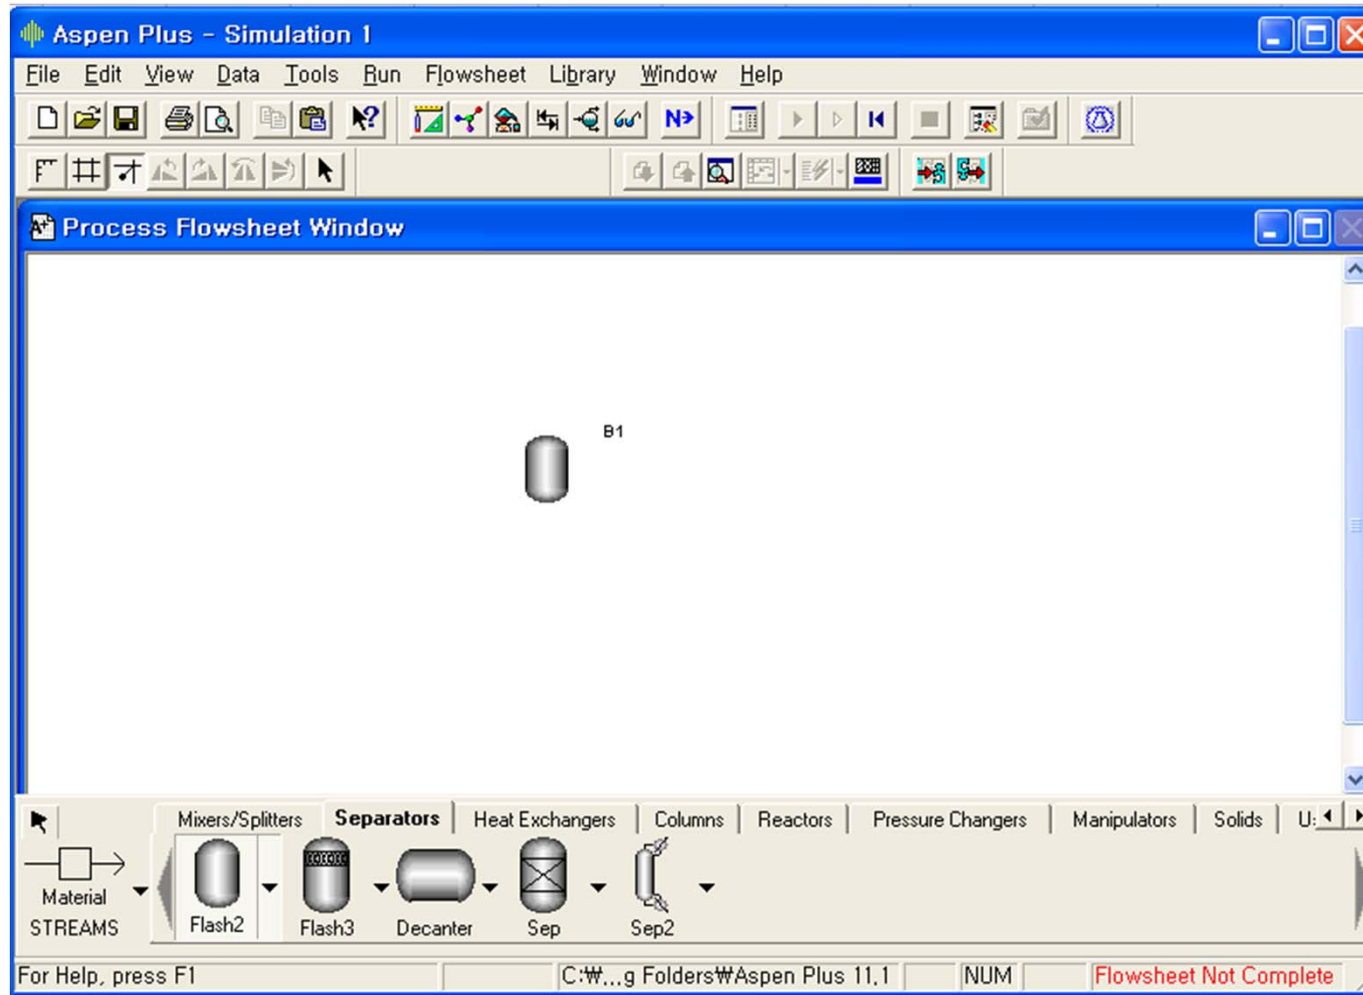 Aspen Plus - Simulation 1
File Edit View Data Tools Run Flowsheet Library Window Help
N>
Process Flowsheet Window
B1
Mixers/Splitters Separators Heat Exchangers Columns Reactors Pressure Changers Manipulators Solids U:
Material
STREAMS
Flash2 Flash3 Decanter Sep Sep2
For Help, press F1 C:₩...g Folders₩Aspen Plus 11.1 NUM Flowsheet Not Complete